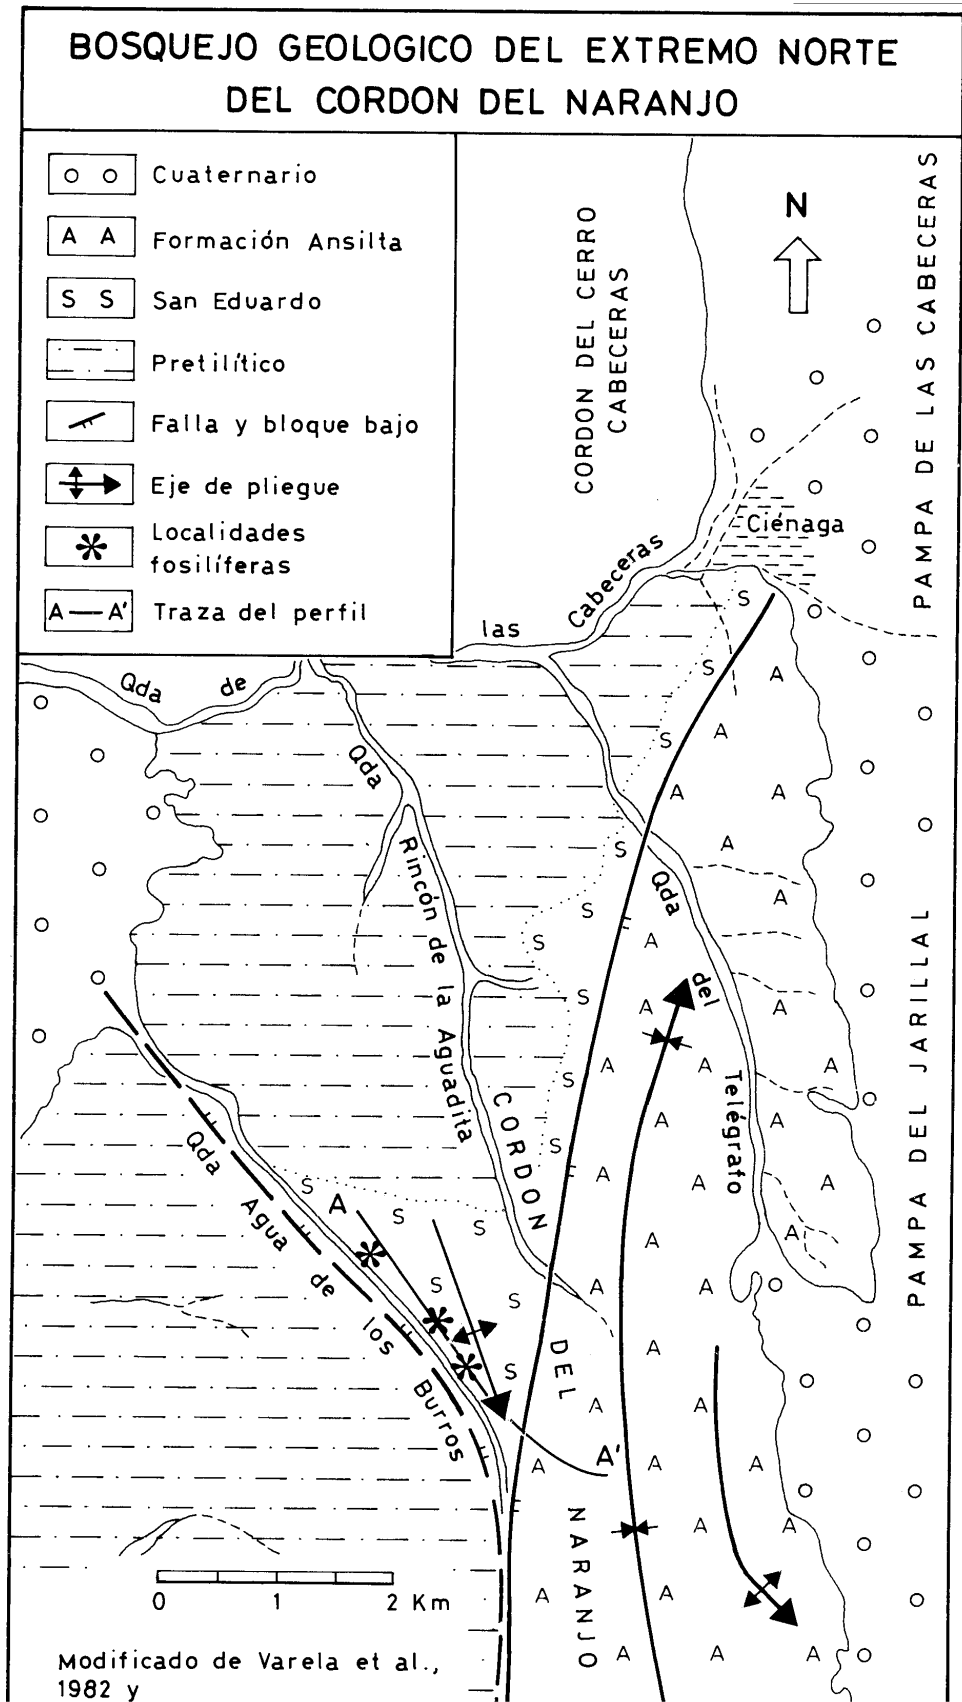 BOSQUEJO GEOLOGICO DEL EXTREMO NORTE
DEL CORDON DEL NARANJO
Cuaternario
A A Formación Ansilta
S S San Eduardo
Pretilítico
Falla y bloque bajo
Eje de pliegue
Localidades
fosilíferas
A — A' Traza del perfil
N
CORDON DEL CERRO
CABECERAS
PAMPA DE LAS CABECERAS
Ciénaga
Qda de las Cabeceras
Qda Rincón de la Aguadita
Qda del Telégrafo
PAMPA DEL JARILLAL
CORDON DEL NARANJO
Qda Agua de los Burros
A
A'
0 1 2 Km
Modificado de Varela et al.,
1982 y